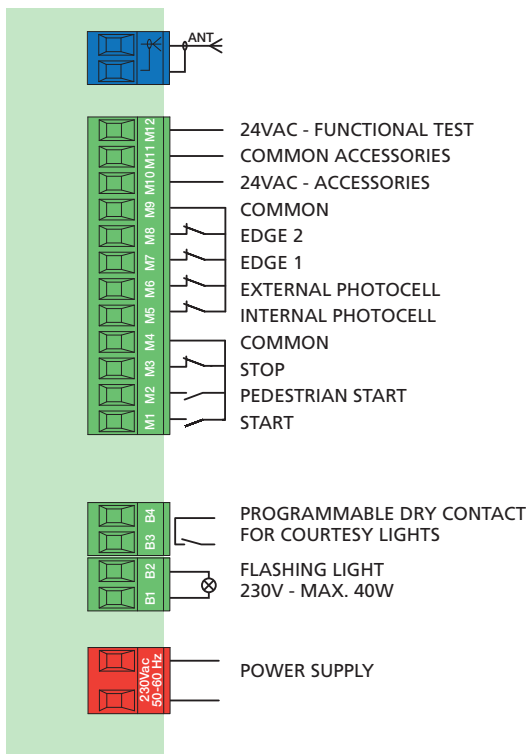 ANT
M12 24VAC - FUNCTIONAL TEST
M11 COMMON ACCESSORIES
M10 24VAC - ACCESSORIES
M9 COMMON
M8 EDGE 2
M7 EDGE 1
M6 EXTERNAL PHOTOCELL
M5 INTERNAL PHOTOCELL
M4 COMMON
M3 STOP
M2 PEDESTRIAN START
M1 START
B4 PROGRAMMABLE DRY CONTACT
B3 FOR COURTESY LIGHTS
B2 FLASHING LIGHT
B1 230V - MAX. 40W
230Vac
50-60 Hz
POWER SUPPLY